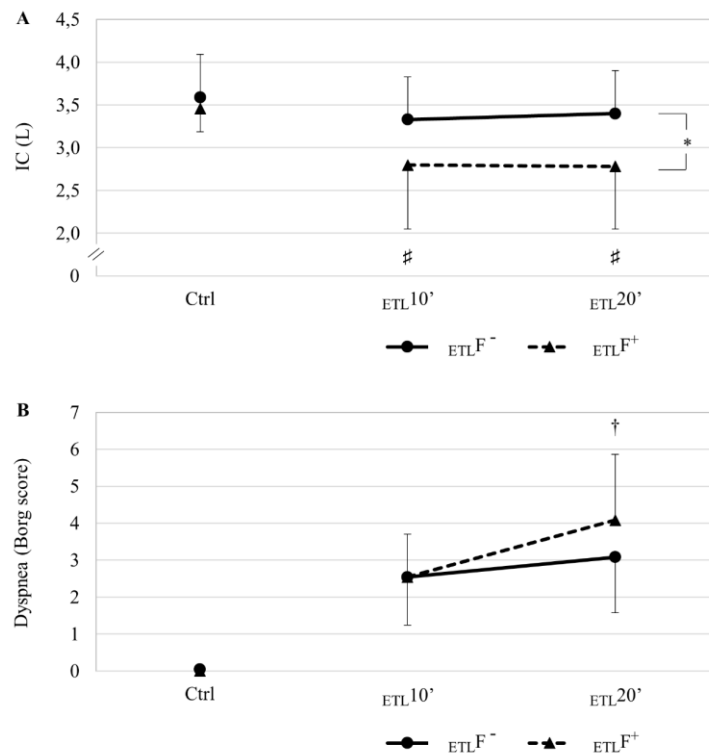 A
4,5
4,0
3,5
3,0
2,5
2,0
0
IC (L)
*
♯ ♯
Ctrl ETL10’ ETL20’
ETLF - ETLF+
B
7
6
5
4
3
2
1
0
Dyspnea (Borg score)
†
Ctrl ETL10’ ETL20’
ETLF - ETLF+